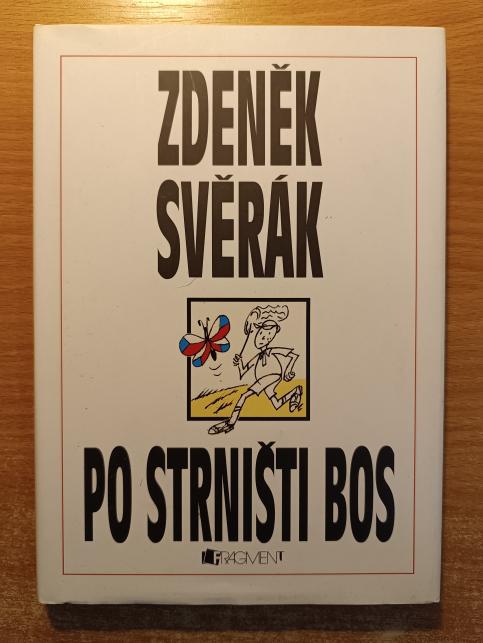 ZDENĚK
SVĚRÁK
PO STRNIŠTI BOS
FRAGMENT